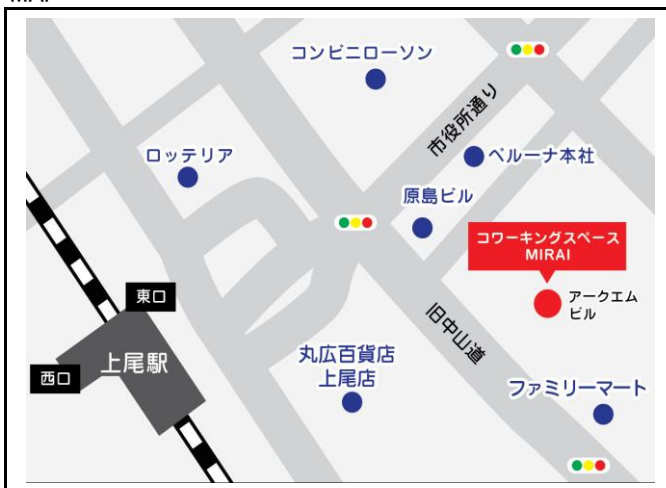 コンビニローソン
市役所通り
ロッテリア
ベルーナ本社
原島ビル
コワーキングスペース
MIRAI
アークエム
ビル
東口
上尾駅
西口
旧中山道
丸広百貨店
上尾店
ファミリーマート